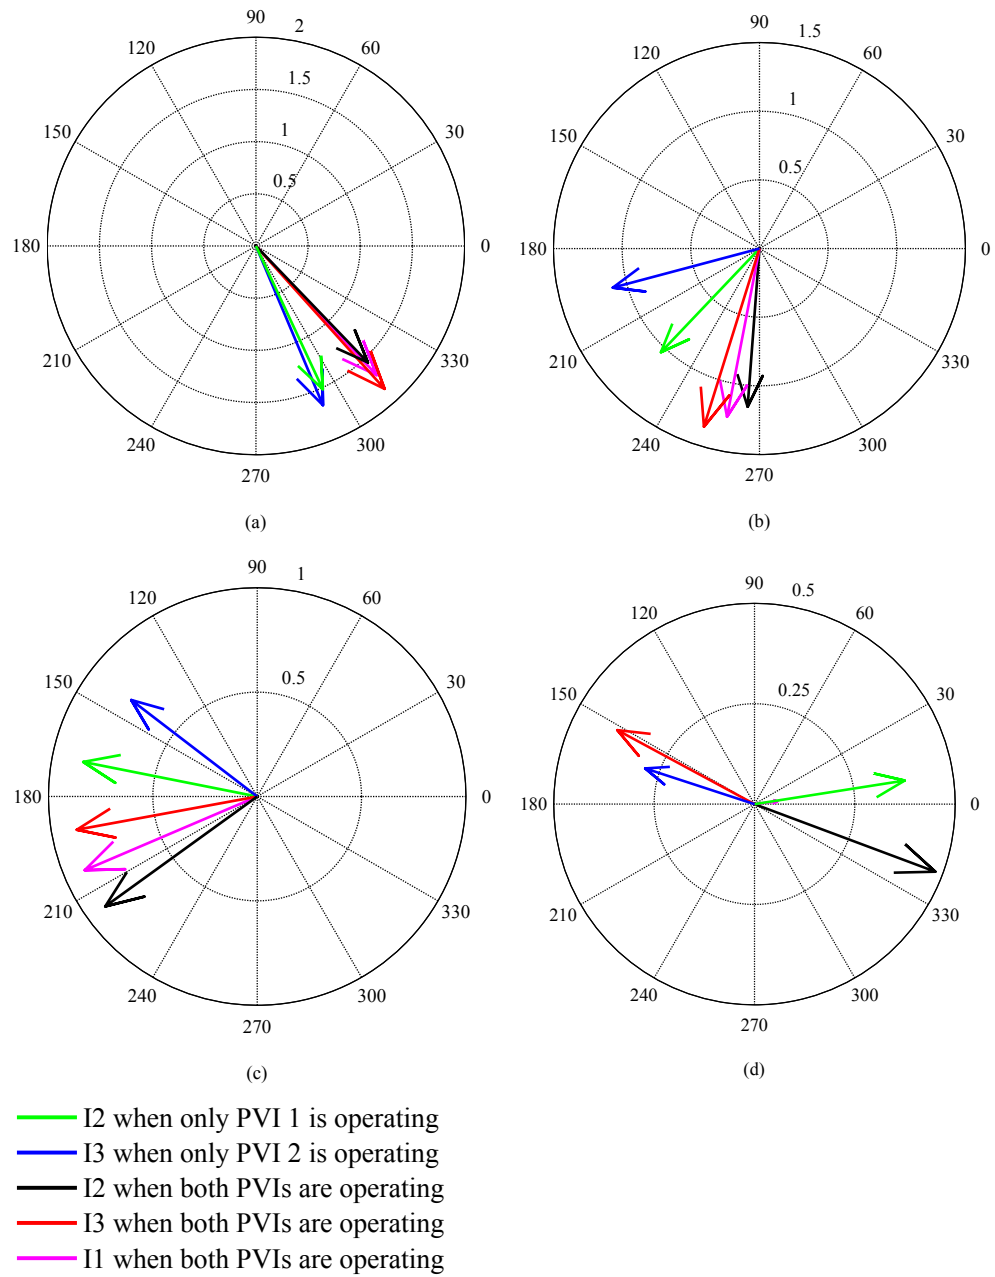 90 2
120 60
1.5
150 1 30
0.5
180 0
210 330
240 300
270
(a)
90 1.5
120 60
1
150 30
0.5
180 0
210 330
240 300
270
(b)
90 1
120 60
150 0.5 30
180 0
210 330
240 300
270
(c)
90 0.5
120 60
150 0.25 30
180 0
210 330
240 300
270
(d)
I2 when only PVI 1 is operating
I3 when only PVI 2 is operating
I2 when both PVIs are operating
I3 when both PVIs are operating
I1 when both PVIs are operating